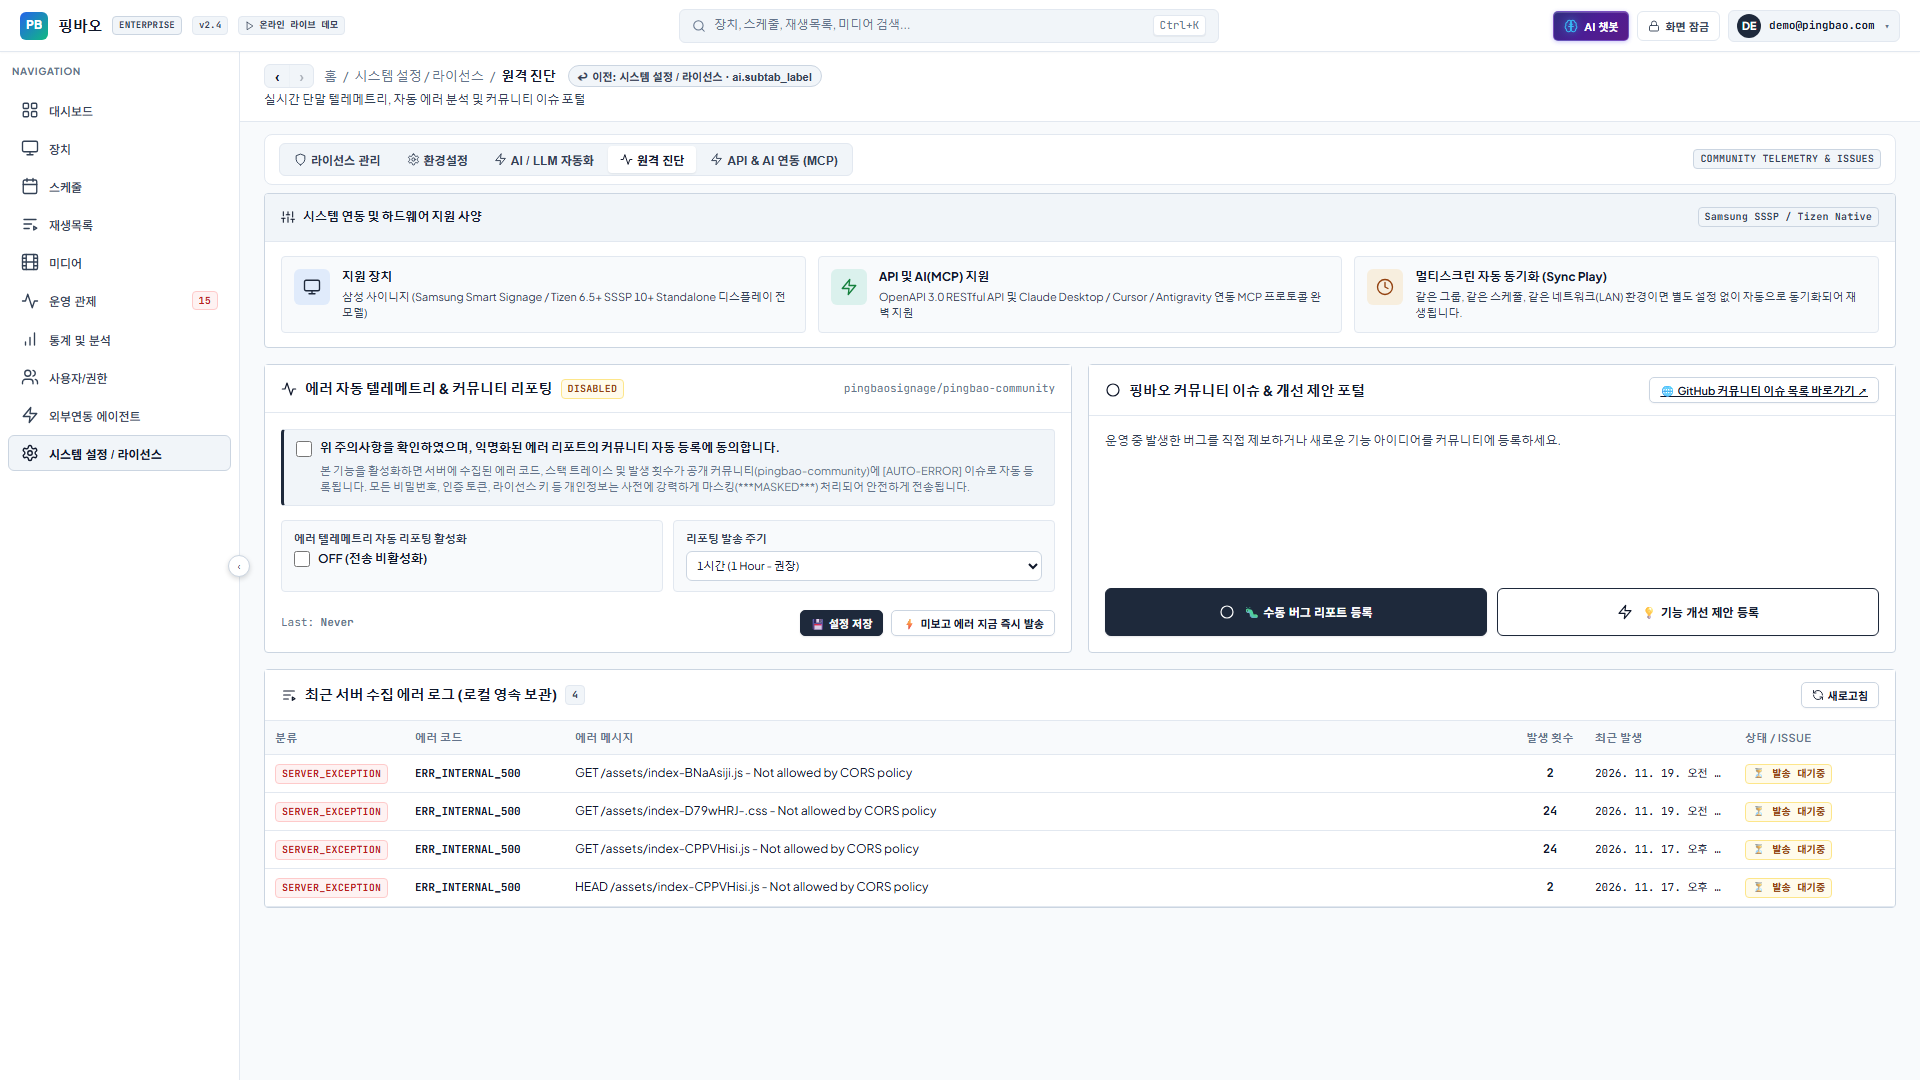 PB 핑바오 ENTERPRISE v2.4 ▷ 온라인 라이브 데모
장치, 스케줄, 재생목록, 미디어 검색... Ctrl+K
AI 챗봇 화면 잠금 DE demo@pingbao.com
NAVIGATION
대시보드
장치
스케줄
재생목록
미디어
운영 관제 15
통계 및 분석
사용자/권한
외부연동 에이전트
시스템 설정 / 라이선스
‹ › 홈 / 시스템 설정 / 라이선스 / 원격 진단 ↩ 이전: 시스템 설정 / 라이선스 · ai.subtab_label
실시간 단말 텔레메트리, 자동 에러 분석 및 커뮤니티 이슈 포털
라이선스 관리 환경설정 AI / LLM 자동화 원격 진단 API & AI 연동 (MCP) COMMUNITY TELEMETRY & ISSUES
시스템 연동 및 하드웨어 지원 사양 Samsung SSSP / Tizen Native
지원 장치
삼성 사이니지 (Samsung Smart Signage / Tizen 6.5+ SSSP 10+ Standalone 디스플레이 전
모델)
API 및 AI(MCP) 지원
OpenAPI 3.0 RESTful API 및 Claude Desktop / Cursor / Antigravity 연동 MCP 프로토콜 완
벽 지원
멀티스크린 자동 동기화 (Sync Play)
같은 그룹, 같은 스케줄, 같은 네트워크(LAN) 환경이면 별도 설정 없이 자동으로 동기화되어 재
생됩니다.
에러 자동 텔레메트리 & 커뮤니티 리포팅 DISABLED pingbaosignage/pingbao-community
위 주의사항을 확인하였으며, 익명화된 에러 리포트의 커뮤니티 자동 등록에 동의합니다.
본 기능을 활성화하면 서버에 수집된 에러 코드, 스택 트레이스 및 발생 횟수가 공개 커뮤니티(pingbao-community)에 [AUTO-ERROR] 이슈로 자동 등
록됩니다. 모든 비밀번호, 인증 토큰, 라이선스 키 등 개인정보는 사전에 강력하게 마스킹(***MASKED***) 처리되어 안전하게 전송됩니다.
에러 텔레메트리 자동 리포팅 활성화
OFF (전송 비활성화)
리포팅 발송 주기
1시간 (1 Hour - 권장)
Last: Never 설정 저장 미보고 에러 지금 즉시 발송
핑바오 커뮤니티 이슈 & 개선 제안 포털 GitHub 커뮤니티 이슈 목록 바로가기 ↗
운영 중 발생한 버그를 직접 제보하거나 새로운 기능 아이디어를 커뮤니티에 등록하세요.
수동 버그 리포트 등록 기능 개선 제안 등록
최근 서버 수집 에러 로그 (로컬 영속 보관) 4 새로고침
분류 에러 코드 에러 메시지 발생 횟수 최근 발생 상태 / ISSUE
SERVER_EXCEPTION ERR_INTERNAL_500 GET /assets/index-BNaAsiji.js - Not allowed by CORS policy 2 2026. 11. 19. 오전 … 발송 대기중
SERVER_EXCEPTION ERR_INTERNAL_500 GET /assets/index-D79wHRJ-.css - Not allowed by CORS policy 24 2026. 11. 19. 오전 … 발송 대기중
SERVER_EXCEPTION ERR_INTERNAL_500 GET /assets/index-CPPVHisi.js - Not allowed by CORS policy 24 2026. 11. 17. 오후 … 발송 대기중
SERVER_EXCEPTION ERR_INTERNAL_500 HEAD /assets/index-CPPVHisi.js - Not allowed by CORS policy 2 2026. 11. 17. 오후 … 발송 대기중